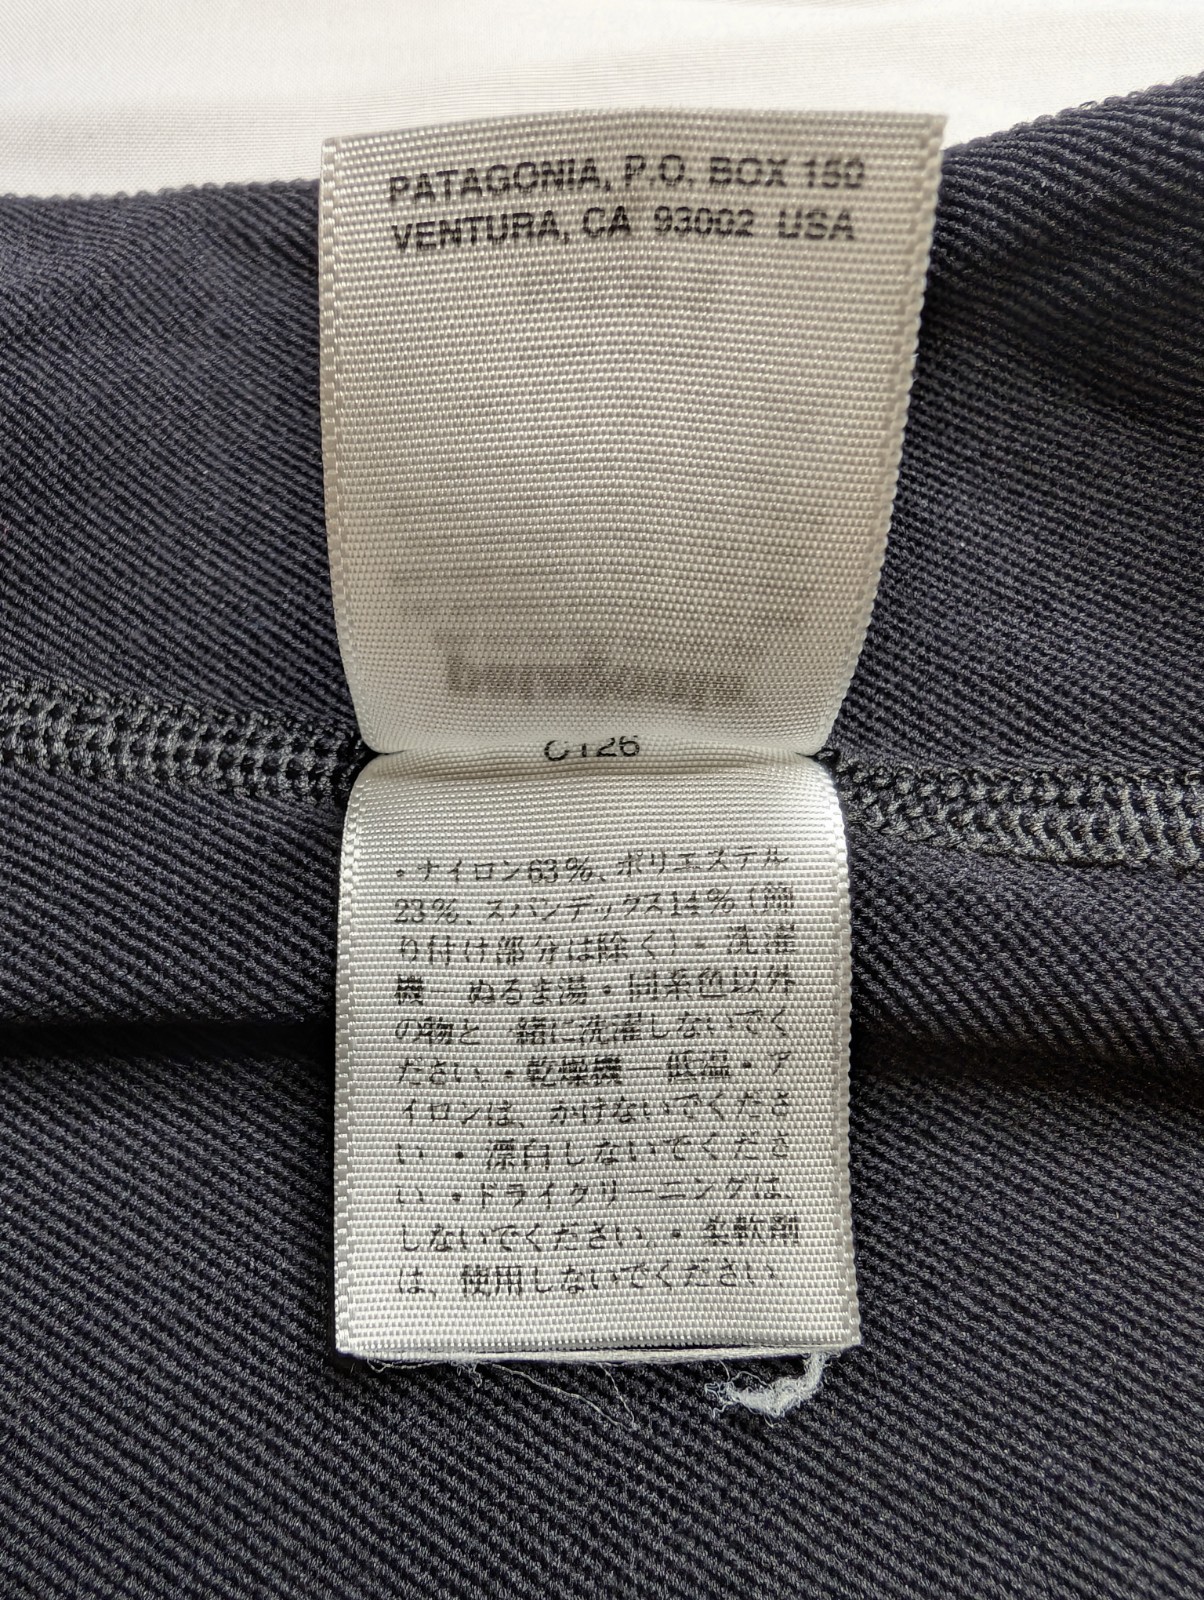 PATAGONIA, P.O. BOX 150
VENTURA, CA 93002 USA
・ナイロン63%、ポリエステル
23%、スパンデックス14%（飾
り付け部分は除く）・洗濯
機－ぬるま湯・同系色以外
の物と一緒に洗濯しないでく
ださい。・乾燥機－低温・ア
イロンは、かけないでくださ
い・漂白しないでくださ
い・ドライクリーニングは、
しないでください。・柔軟剤
は、使用しないでください